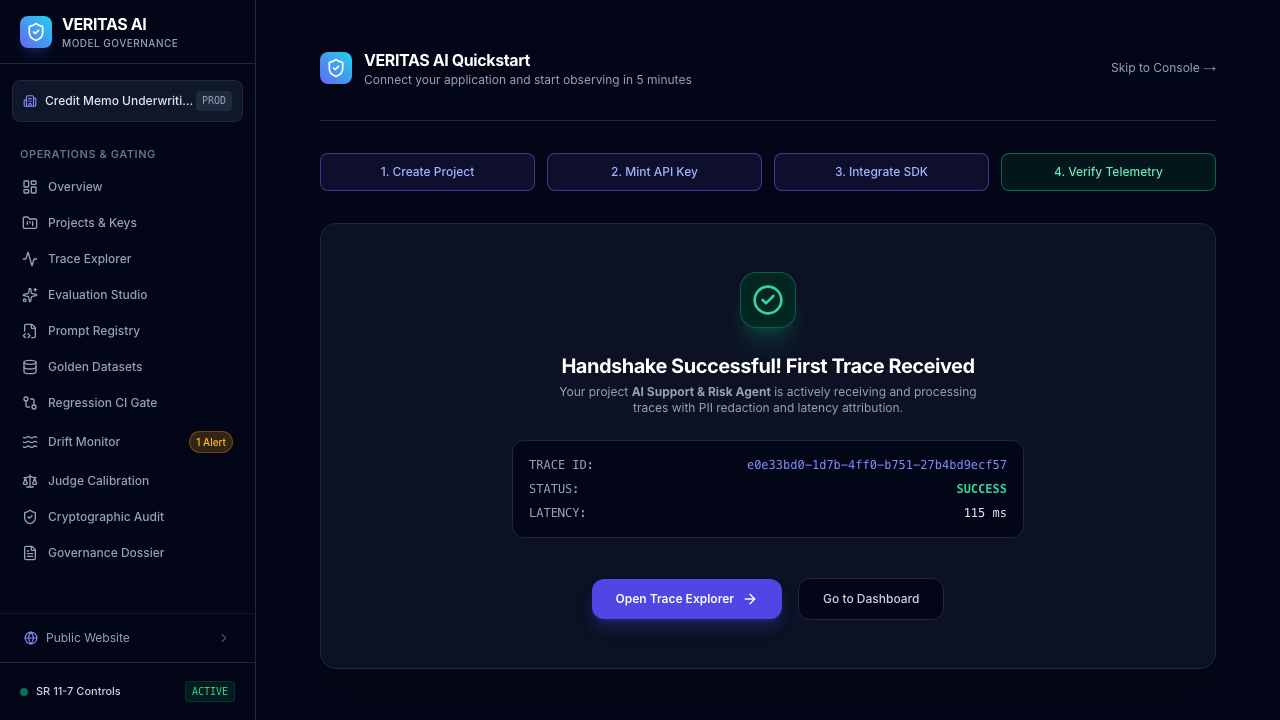 VERITAS AI
MODEL GOVERNANCE
Credit Memo Underwriti...
PROD
OPERATIONS & GATING
Overview
Projects & Keys
Trace Explorer
Evaluation Studio
Prompt Registry
Golden Datasets
Regression CI Gate
Drift Monitor
1 Alert
Judge Calibration
Cryptographic Audit
Governance Dossier
Public Website
SR 11-7 Controls
ACTIVE
VERITAS AI Quickstart
Connect your application and start observing in 5 minutes
Skip to Console →
1. Create Project
2. Mint API Key
3. Integrate SDK
4. Verify Telemetry
Handshake Successful! First Trace Received
Your project AI Support & Risk Agent is actively receiving and processing
traces with PII redaction and latency attribution.
TRACE ID: e0e33bd0-1d7b-4ff0-b751-27b4bd9ecf57
STATUS: SUCCESS
LATENCY: 115 ms
Open Trace Explorer →
Go to Dashboard